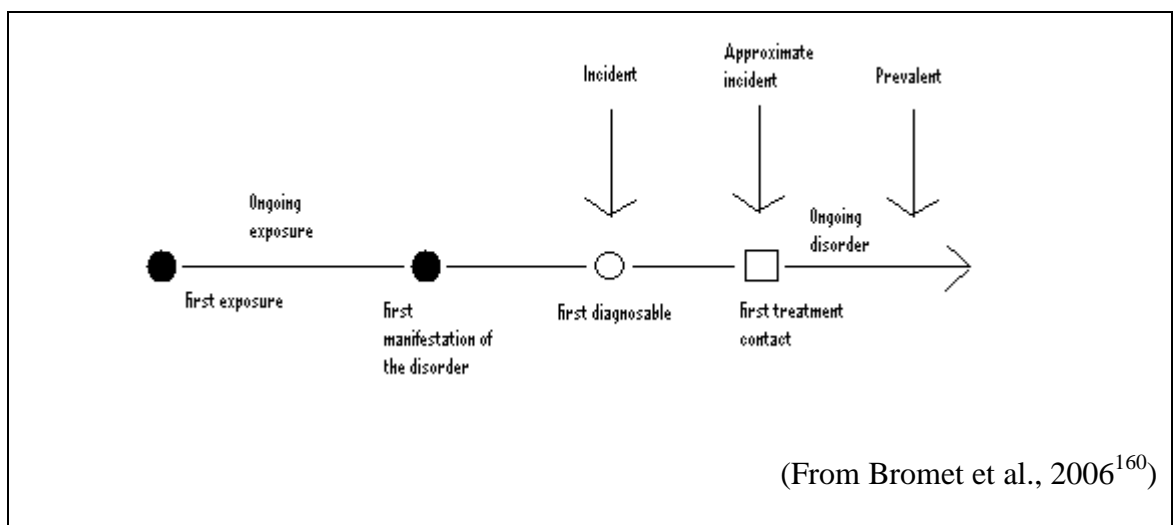 Incident
Approximate
incident
Prevalent
Ongoing
exposure
Ongoing
disorder
first exposure
first
manifestation of
the disorder
first diagnosable
first treatment
contact
(From Bromet et al., 2006160)